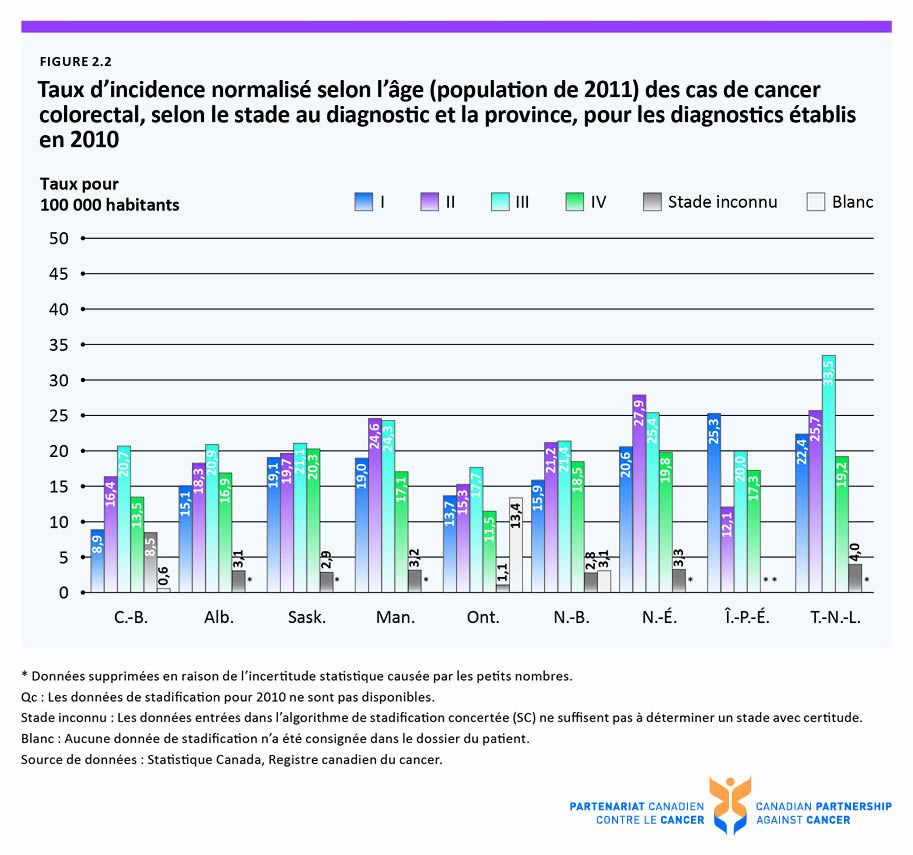 FIGURE 2.2
Taux d’incidence normalisé selon l’âge (population de 2011) des cas de cancer
colorectal, selon le stade au diagnostic et la province, pour les diagnostics établis
en 2010
Taux pour
100 000 habitants
I II III IV Stade inconnu Blanc
50
45
40
35
30
25
20
15
10
5
0
8,9 16,4 20,7 13,5 8,5 0,6
15,1 18,3 20,9 16,9 3,1 *
19,1 19,7 21,1 20,3 2,9 *
19,0 24,6 24,3 17,1 3,2 *
13,7 15,3 17,7 11,5 1,1 13,4
15,9 21,2 21,4 18,5 2,8 3,1
20,6 27,9 25,4 19,8 3,3 *
25,3 12,1 20,0 17,3 * *
22,4 25,7 33,5 19,2 4,0 *
C.-B. Alb. Sask. Man. Ont. N.-B. N.-É. Î.-P.-É. T.-N.-L.
* Données supprimées en raison de l’incertitude statistique causée par les petits nombres.
Qc : Les données de stadification pour 2010 ne sont pas disponibles.
Stade inconnu : Les données entrées dans l’algorithme de stadification concertée (SC) ne suffisent pas à déterminer un stade avec certitude.
Blanc : Aucune donnée de stadification n’a été consignée dans le dossier du patient.
Source de données : Statistique Canada, Registre canadien du cancer.
PARTENARIAT CANADIEN
CONTRE LE CANCER
CANADIAN PARTNERSHIP
AGAINST CANCER